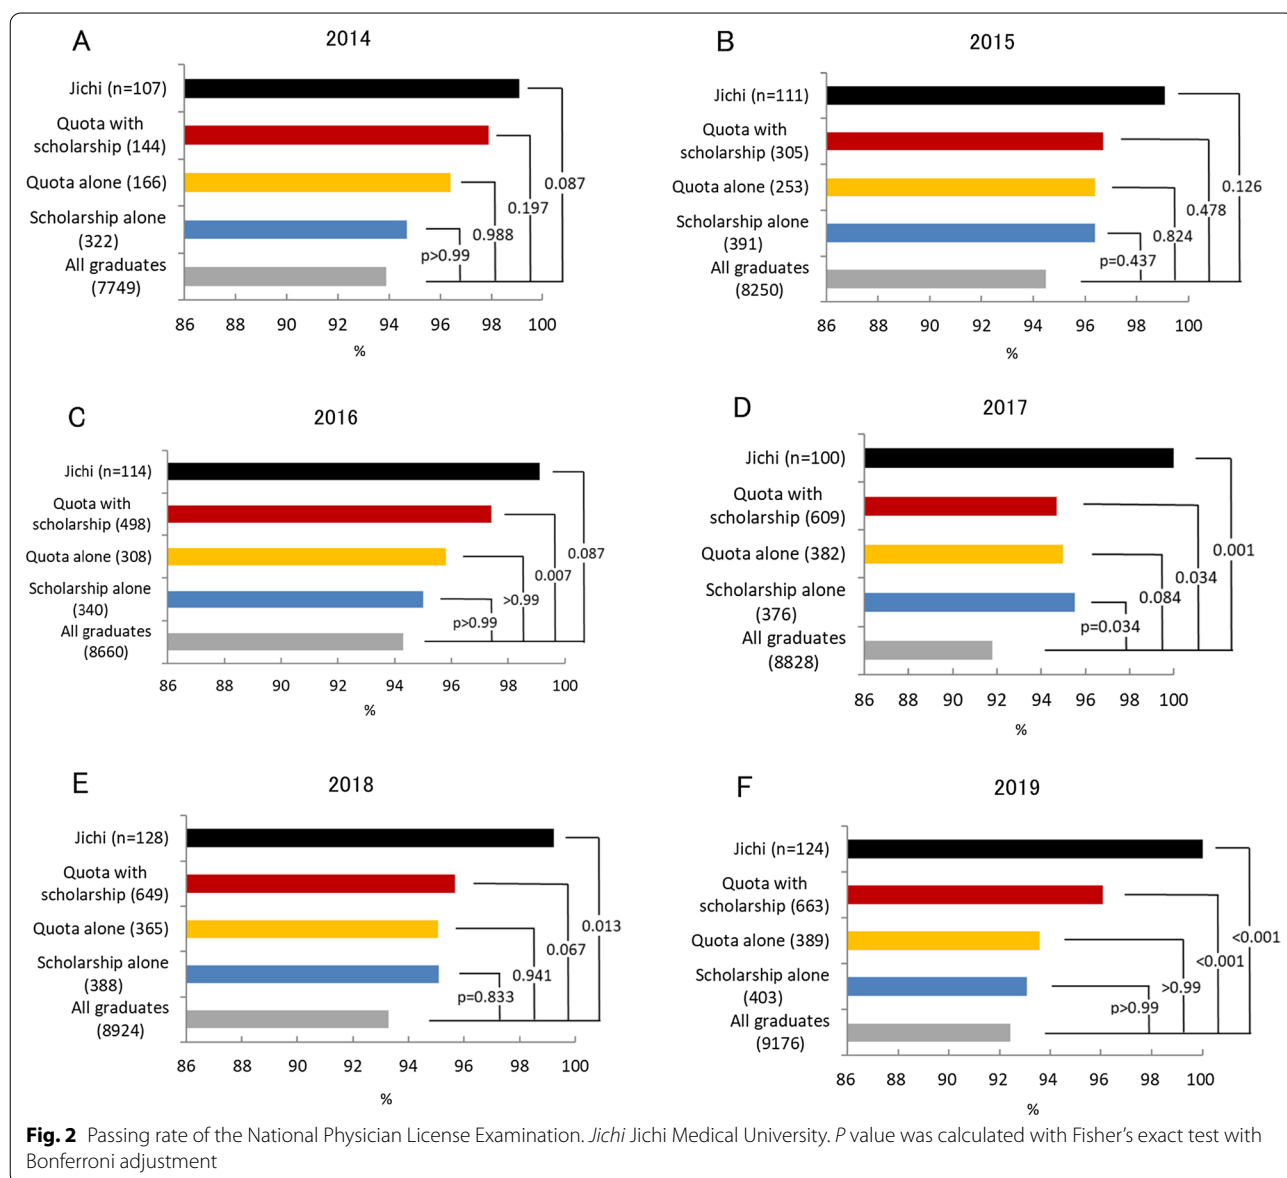 A
2014
Jichi (n=107)
Quota with
scholarship (144)
Quota alone (166)
Scholarship alone
(322)
All graduates
(7749)
0.087
0.197
0.988
p>0.99
86 88 90 92 94 96 98 100
%
B
2015
Jichi (n=111)
Quota with
scholarship (305)
Quota alone (253)
Scholarship alone
(391)
All graduates
(8250)
0.126
0.478
0.824
p=0.437
86 88 90 92 94 96 98 100
%
C
2016
Jichi (n=114)
Quota with
scholarship (498)
Quota alone (308)
Scholarship alone
(340)
All graduates
(8660)
0.087
0.007
>0.99
p>0.99
86 88 90 92 94 96 98 100
%
D
2017
Jichi (n=100)
Quota with
scholarship (609)
Quota alone (382)
Scholarship alone
(376)
All graduates
(8828)
0.001
0.034
0.084
p=0.034
86 88 90 92 94 96 98 100
%
E
2018
Jichi (n=128)
Quota with
scholarship (649)
Quota alone (365)
Scholarship alone
(388)
All graduates
(8924)
0.013
0.067
0.941
p=0.833
86 88 90 92 94 96 98 100
%
F
2019
Jichi (n=124)
Quota with
scholarship (663)
Quota alone (389)
Scholarship alone
(403)
All graduates
(9176)
<0.001
<0.001
>0.99
p>0.99
86 88 90 92 94 96 98 100
%
Fig. 2 Passing rate of the National Physician License Examination. Jichi Jichi Medical University. P value was calculated with Fisher's exact test with
Bonferroni adjustment